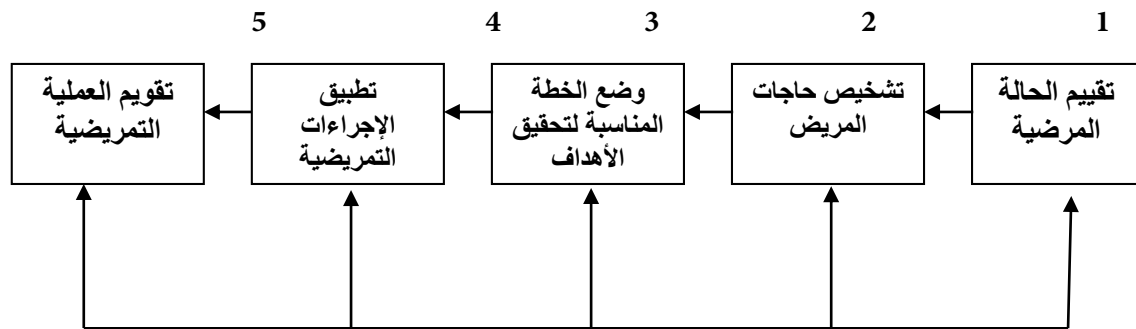 1 2 3 4 5
تقييم الحالة
المرضية
تشخيص حاجات
المريض
وضع الخطة
المناسبة لتحقيق
الأهداف
تطبيق
الإجراءات
التمريضية
تقويم العملية
التمريضية